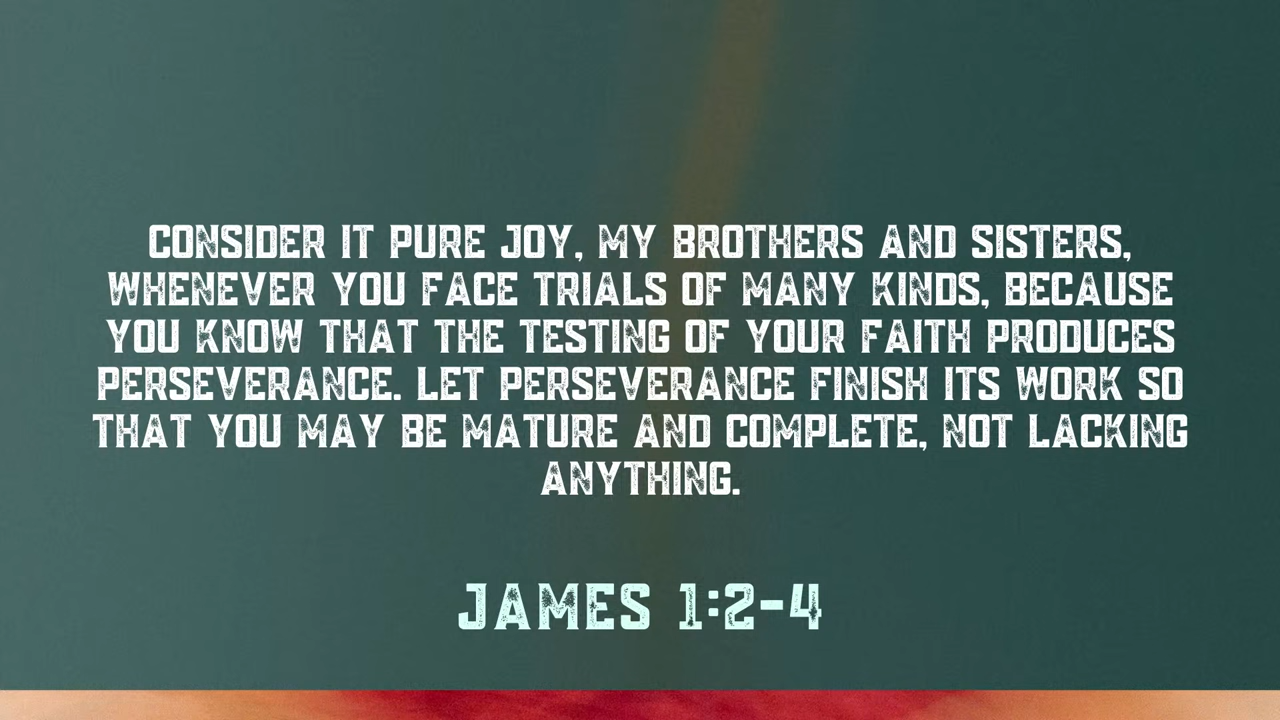 CONSIDER IT PURE JOY, MY BROTHERS AND SISTERS,
WHENEVER YOU FACE TRIALS OF MANY KINDS, BECAUSE
YOU KNOW THAT THE TESTING OF YOUR FAITH PRODUCES
PERSEVERANCE. LET PERSEVERANCE FINISH ITS WORK SO
THAT YOU MAY BE MATURE AND COMPLETE, NOT LACKING
ANYTHING.
JAMES 1:2-4